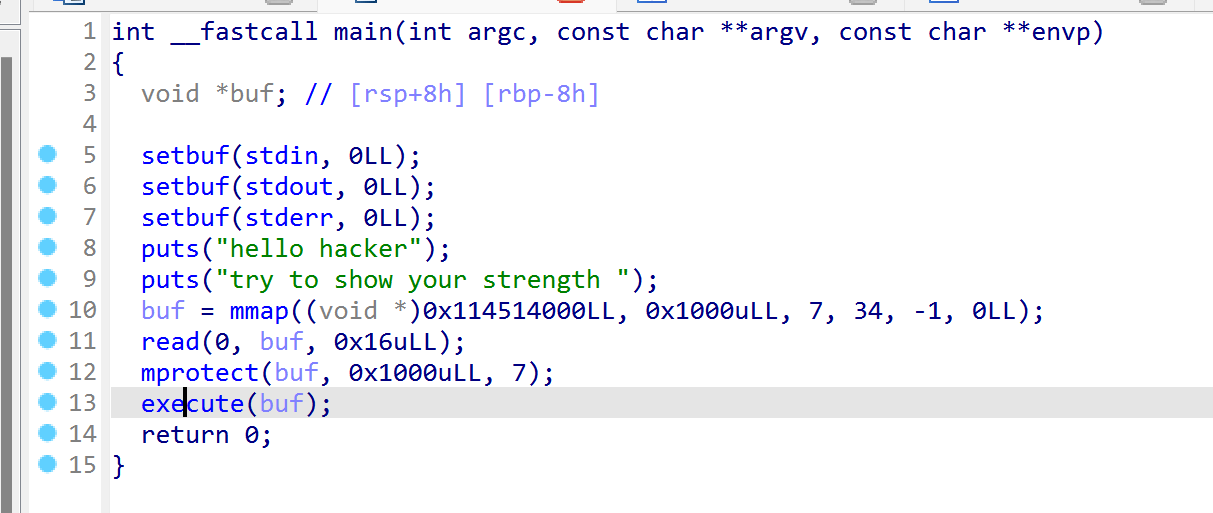 1 int __fastcall main(int argc, const char **argv, const char **envp)
2 {
3   void *buf; // [rsp+8h] [rbp-8h]
4
5   setbuf(stdin, 0LL);
6   setbuf(stdout, 0LL);
7   setbuf(stderr, 0LL);
8   puts("hello hacker");
9   puts("try to show your strength ");
10   buf = mmap((void *)0x114514000LL, 0x1000uLL, 7, 34, -1, 0LL);
11   read(0, buf, 0x16uLL);
12   mprotect(buf, 0x1000uLL, 7);
13   execute(buf);
14   return 0;
15 }